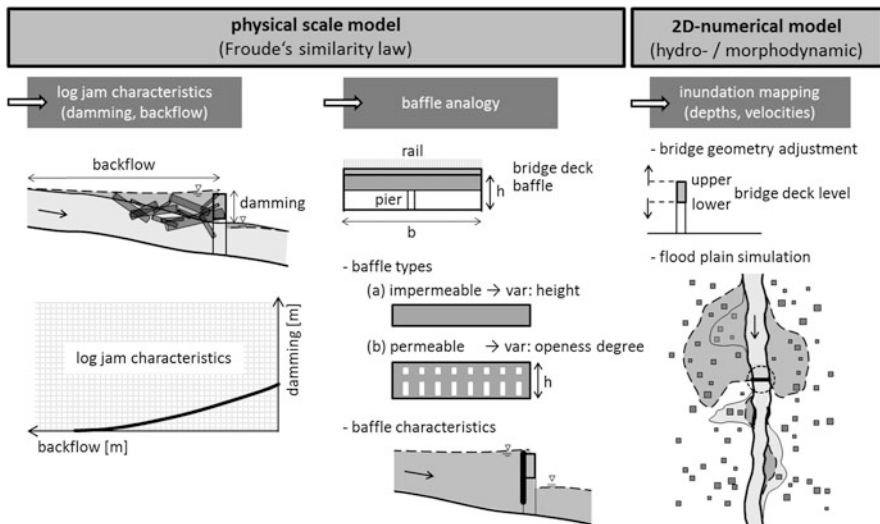 physical scale model
(Froude‘s similarity law)
2D-numerical model
(hydro- / morphodynamic)
log jam characteristics
(damming, backflow)
backflow
damming
damming [m]
log jam characteristics
backflow [m]
baffle analogy
rail
bridge deck
baffle
h
pier
b
- baffle types
(a) impermeable → var: height
(b) permeable → var: openess degree
h
- baffle characteristics
inundation mapping
(depths, velocities)
- bridge geometry adjustment
upper
lower
bridge deck level
- flood plain simulation